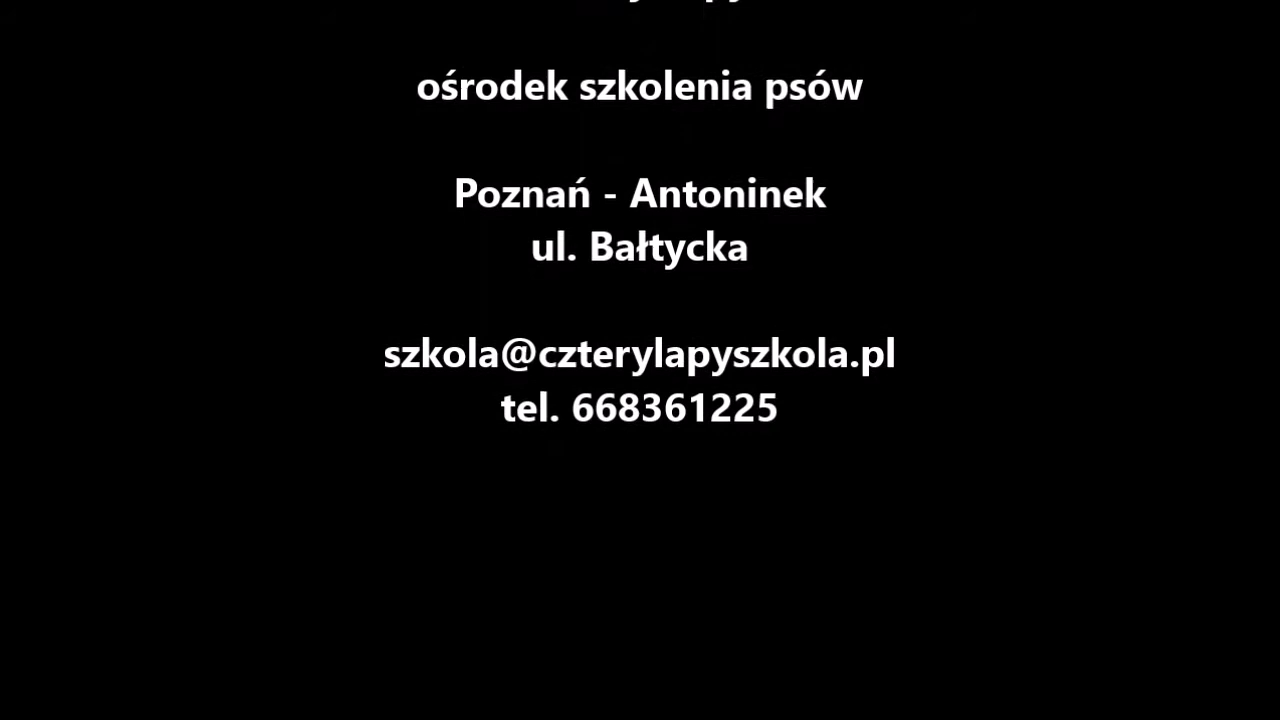 ośrodek szkolenia psów
Poznań - Antoninek
ul. Bałtycka
szkola@czterylapyszkola.pl
tel. 668361225